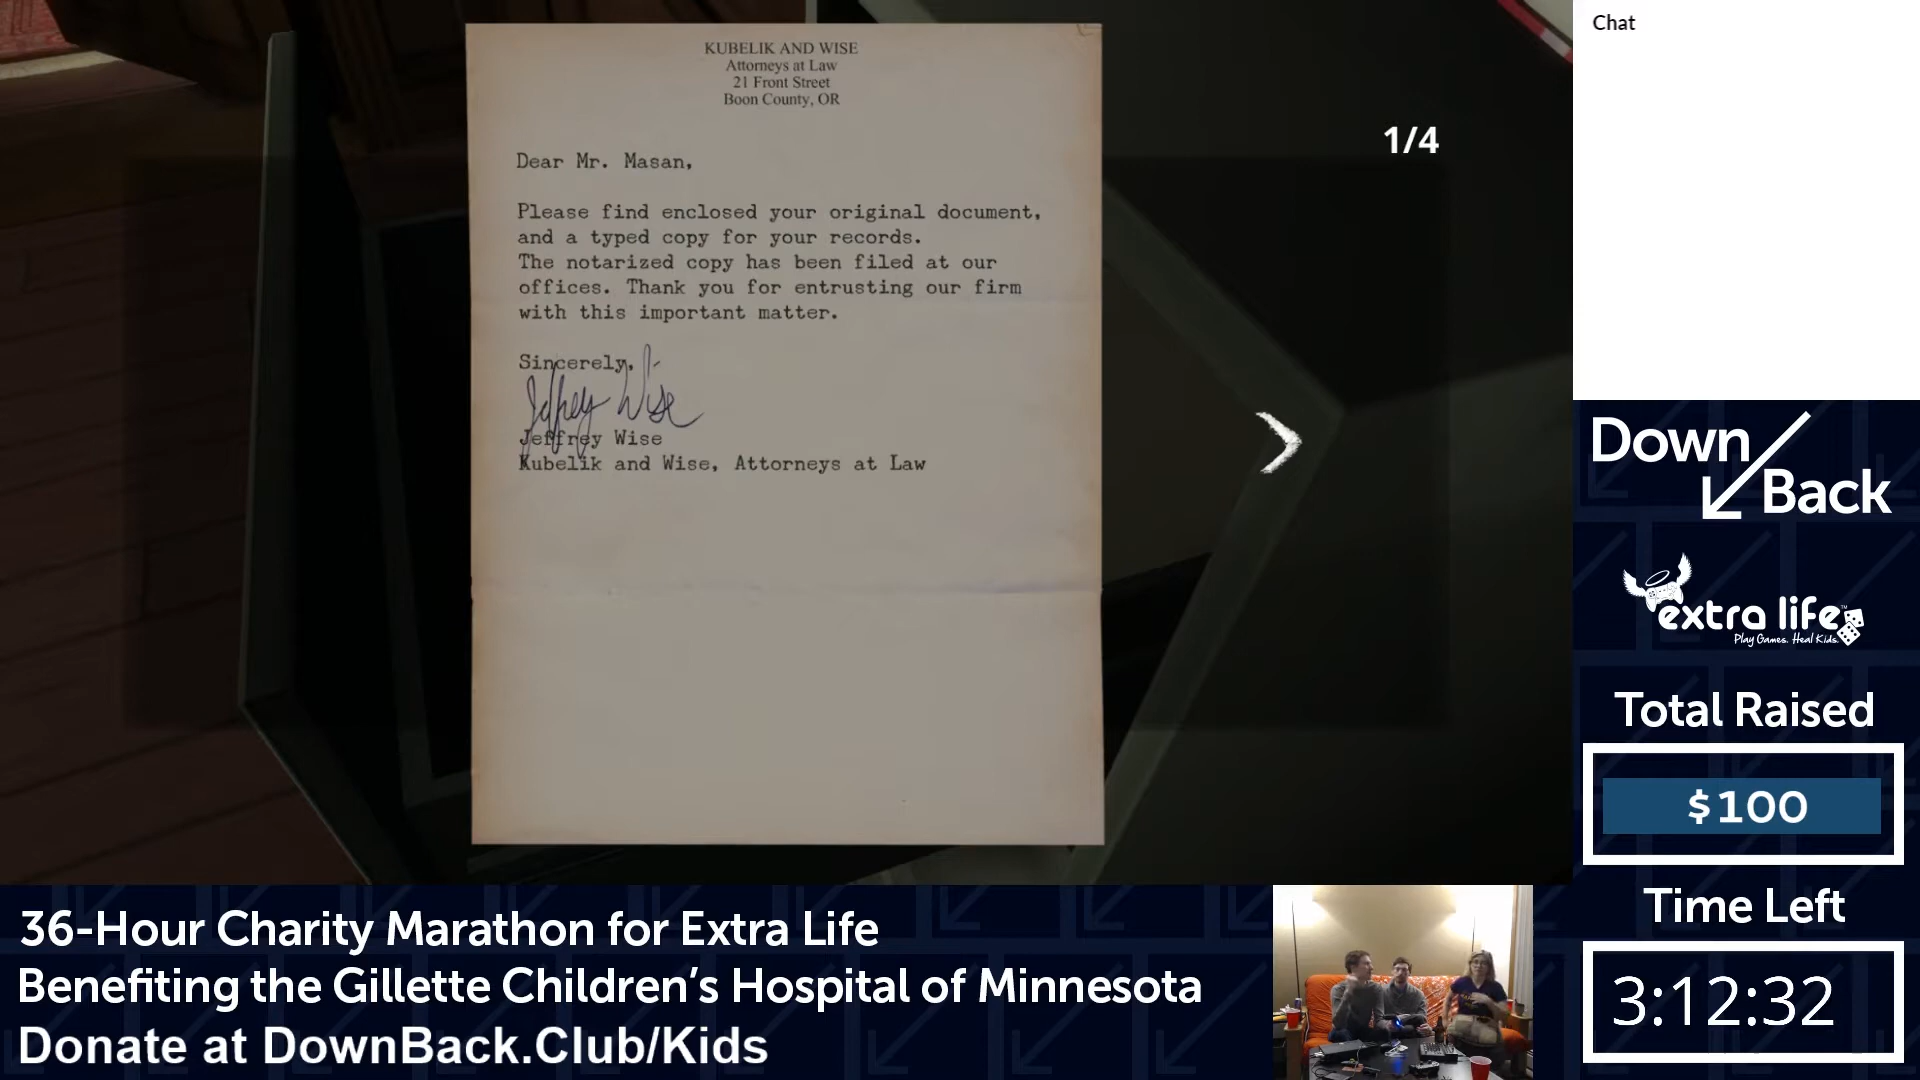 KUBELIK AND WISE
Attorneys at Law
21 Front Street
Boon County, OR
Dear Mr. Masan,
Please find enclosed your original document,
and a typed copy for your records.
The notarized copy has been filed at our
offices. Thank you for entrusting our firm
with this important matter.
Sincerely,
Jeffrey Wise
Jeffrey Wise
Kubelik and Wise, Attorneys at Law
1/4
Chat
Down
Back
extra life
Play Games. Heal Kids.
Total Raised
$100
Time Left
3:12:32
36-Hour Charity Marathon for Extra Life
Benefiting the Gillette Children's Hospital of Minnesota
Donate at DownBack.Club/Kids